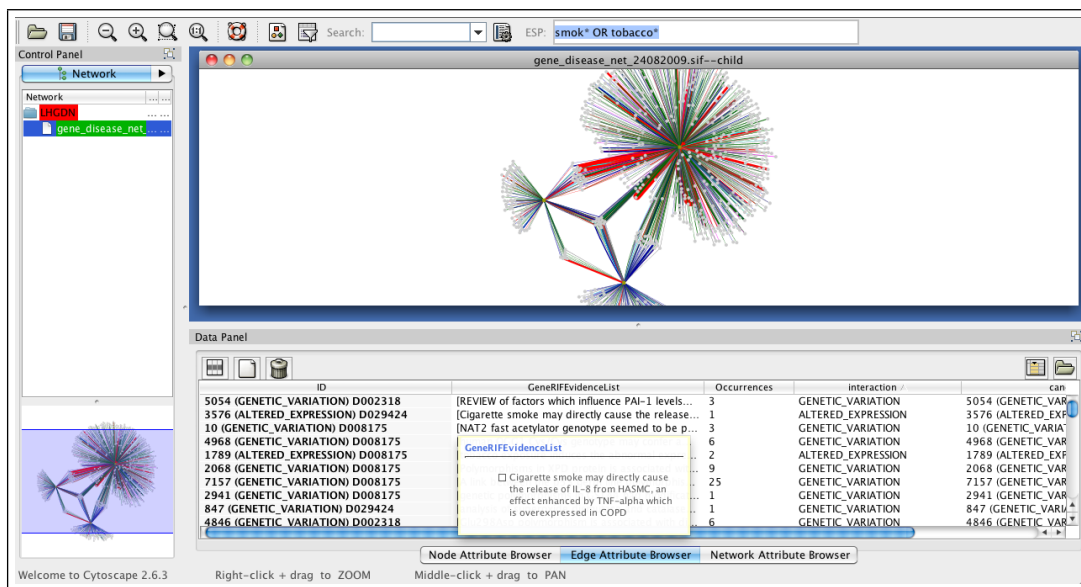 Search:
ESP: smok* OR tobacco*
Control Panel
Network
Network
LHGDN
gene_disease_net_
gene_disease_net_24082009.sif--child
Data Panel
ID GeneRIFEvidenceList Occurrences interaction can
5054 (GENETIC_VARIATION) D002318 [REVIEW of factors which influence PAI-1 levels... 3 GENETIC_VARIATION 5054 (GENETIC_VAR
3576 (ALTERED_EXPRESSION) D029424 [Cigarette smoke may directly cause the release... 1 ALTERED_EXPRESSION 3576 (ALTERED_EXP
10 (GENETIC_VARIATION) D008175 [NAT2 fast acetylator genotype seemed to be p... 3 GENETIC_VARIATION 10 (GENETIC_VARIAT
4968 (GENETIC_VARIATION) D008175 6 GENETIC_VARIATION 4968 (GENETIC_VAR
1789 (ALTERED_EXPRESSION) D008175 2 ALTERED_EXPRESSION 1789 (ALTERED_EXP
2068 (GENETIC_VARIATION) D008175 9 GENETIC_VARIATION 2068 (GENETIC_VAR
7157 (GENETIC_VARIATION) D008175 25 GENETIC_VARIATION 7157 (GENETIC_VAR
2941 (GENETIC_VARIATION) D008175 1 GENETIC_VARIATION 2941 (GENETIC_VAR
847 (GENETIC_VARIATION) D029424 1 GENETIC_VARIATION 847 (GENETIC_VARI
4846 (GENETIC_VARIATION) D002318 6 GENETIC_VARIATION 4846 (GENETIC_VAR
GeneRIFEvidenceList
Cigarette smoke may directly cause
the release of IL-8 from HASMC, an
effect enhanced by TNF-alpha which
is overexpressed in COPD
Node Attribute Browser Edge Attribute Browser Network Attribute Browser
Welcome to Cytoscape 2.6.3 Right-click + drag to ZOOM Middle-click + drag to PAN